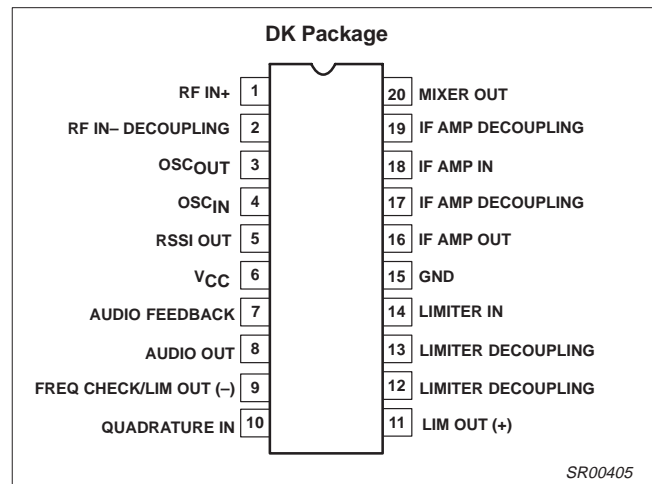 DK Package
RF IN+ 1
RF IN– DECOUPLING 2
OSCOUT 3
OSCIN 4
RSSI OUT 5
VCC 6
AUDIO FEEDBACK 7
AUDIO OUT 8
FREQ CHECK/LIM OUT (–) 9
QUADRATURE IN 10
20 MIXER OUT
19 IF AMP DECOUPLING
18 IF AMP IN
17 IF AMP DECOUPLING
16 IF AMP OUT
15 GND
14 LIMITER IN
13 LIMITER DECOUPLING
12 LIMITER DECOUPLING
11 LIM OUT (+)
SR00405